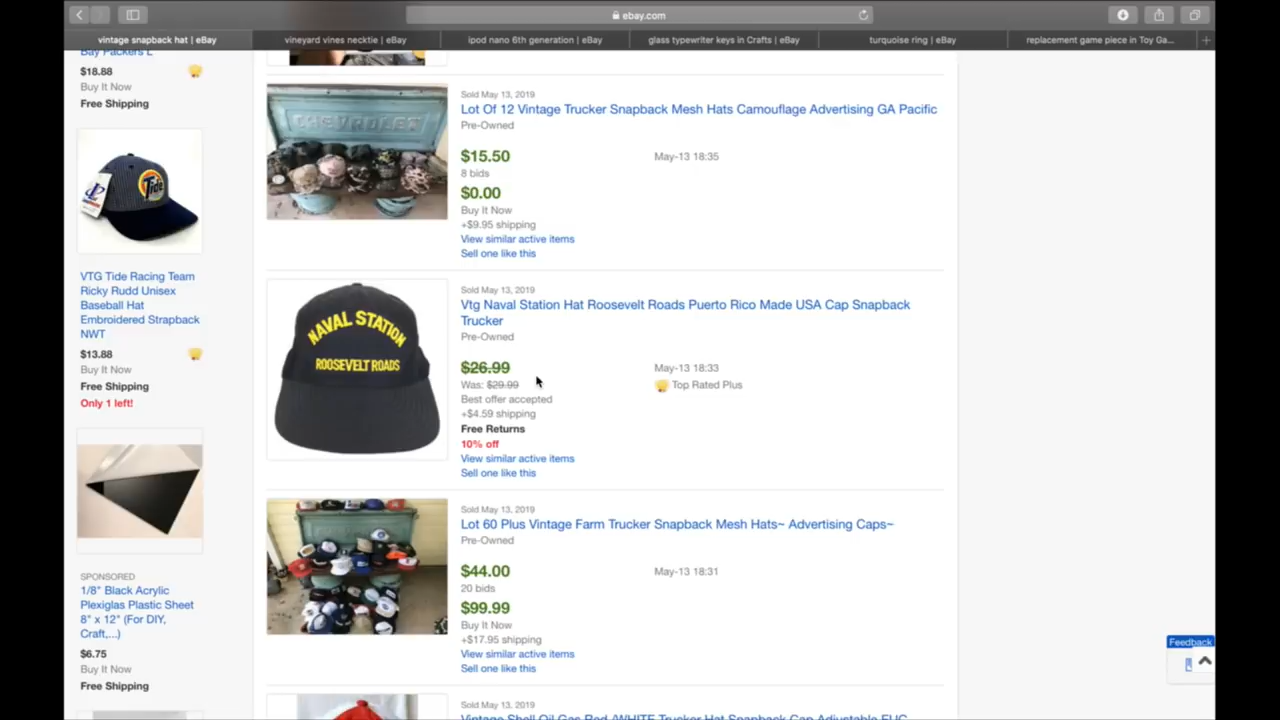 ebay.com
vintage snapback hat | eBay
vineyard vines necktie | eBay
ipod nano 6th generation | eBay
glass typewriter keys in Crafts | eBay
turquoise ring | eBay
replacement game piece in Toy Ga...
Bay Packers L
$18.88
Buy It Now
Free Shipping
Tide
VTG Tide Racing Team
Ricky Rudd Unisex
Baseball Hat
Embroidered Strapback
NWT
$13.88
Buy It Now
Free Shipping
Only 1 left!
SPONSORED
1/8" Black Acrylic
Plexiglas Plastic Sheet
8" x 12" (For DIY,
Craft,...)
$6.75
Buy It Now
Free Shipping
CHEVROLET
Sold May 13, 2019
Lot Of 12 Vintage Trucker Snapback Mesh Hats Camouflage Advertising GA Pacific
Pre-Owned
$15.50
May-13 18:35
8 bids
$0.00
Buy It Now
+$9.95 shipping
View similar active items
Sell one like this
NAVAL STATION
ROOSEVELT ROADS
Sold May 13, 2019
Vtg Naval Station Hat Roosevelt Roads Puerto Rico Made USA Cap Snapback
Trucker
Pre-Owned
$26.99
May-13 18:33
Was: $29.99
Top Rated Plus
Best offer accepted
+$4.59 shipping
Free Returns
10% off
View similar active items
Sell one like this
Sold May 13, 2019
Lot 60 Plus Vintage Farm Trucker Snapback Mesh Hats~ Advertising Caps~
Pre-Owned
$44.00
May-13 18:31
20 bids
$99.99
Buy It Now
+$17.95 shipping
View similar active items
Sell one like this
Sold May 13, 2019
Vintage Shell Oil Gas Red /WHITE Trucker Hat Snapback Cap Adjustable EUC
Feedback